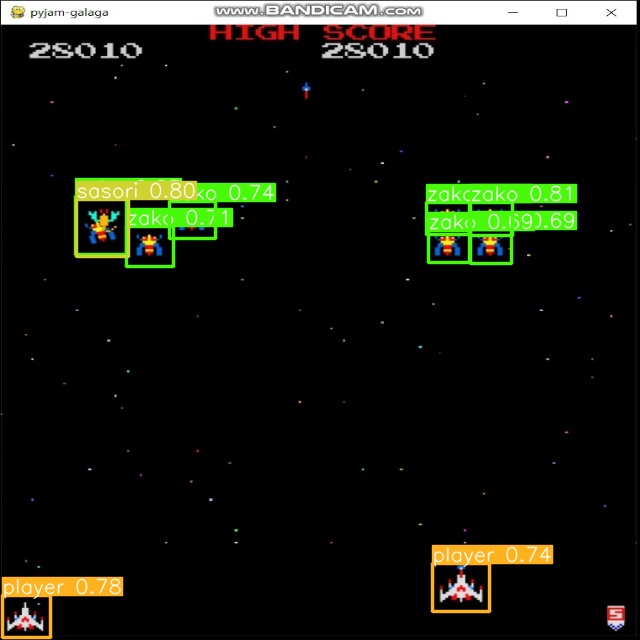 pyjam-galaga
www.BANDICAM.com
HIGH SCORE
28010 28010
sasori 0.80 ko 0.74 zako 0.81
zako 0.71 zako 0.69 0.69
player 0.74
player 0.78
S